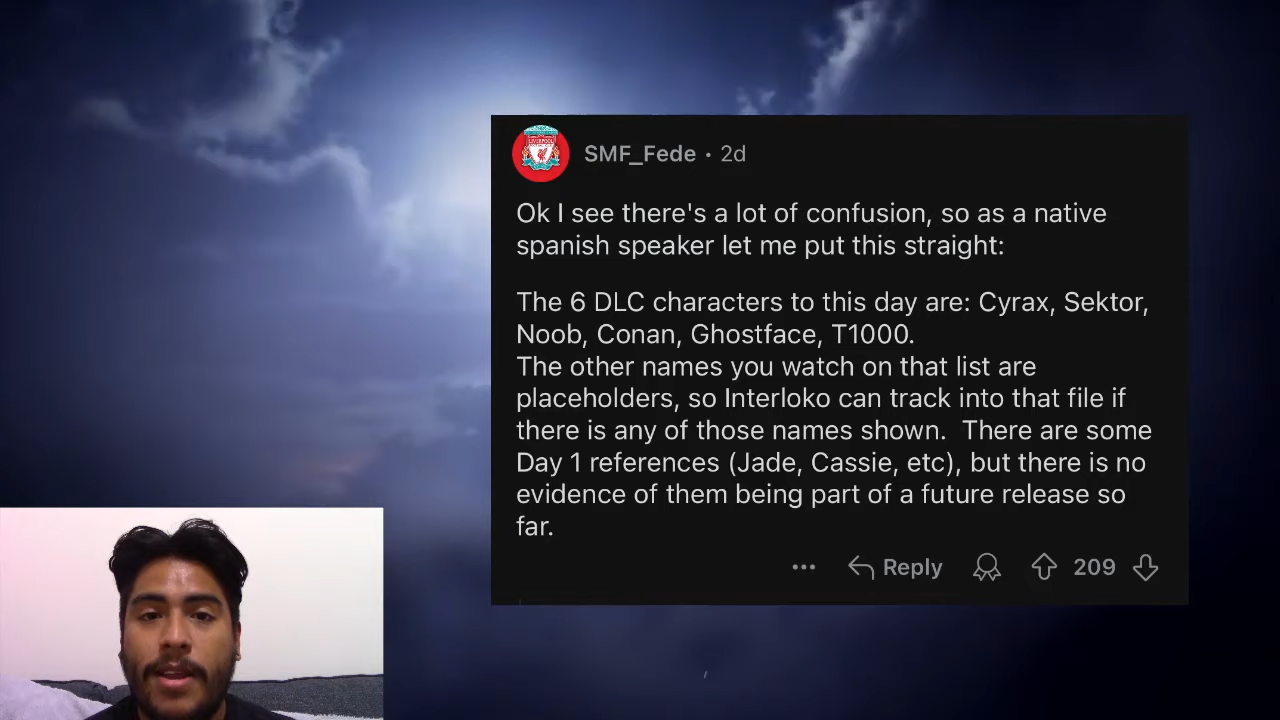 SMF_Fede • 2d
Ok I see there's a lot of confusion, so as a native
spanish speaker let me put this straight:
The 6 DLC characters to this day are: Cyrax, Sektor,
Noob, Conan, Ghostface, T1000.
The other names you watch on that list are
placeholders, so Interloko can track into that file if
there is any of those names shown.  There are some
Day 1 references (Jade, Cassie, etc), but there is no
evidence of them being part of a future release so
far.
... Reply 209